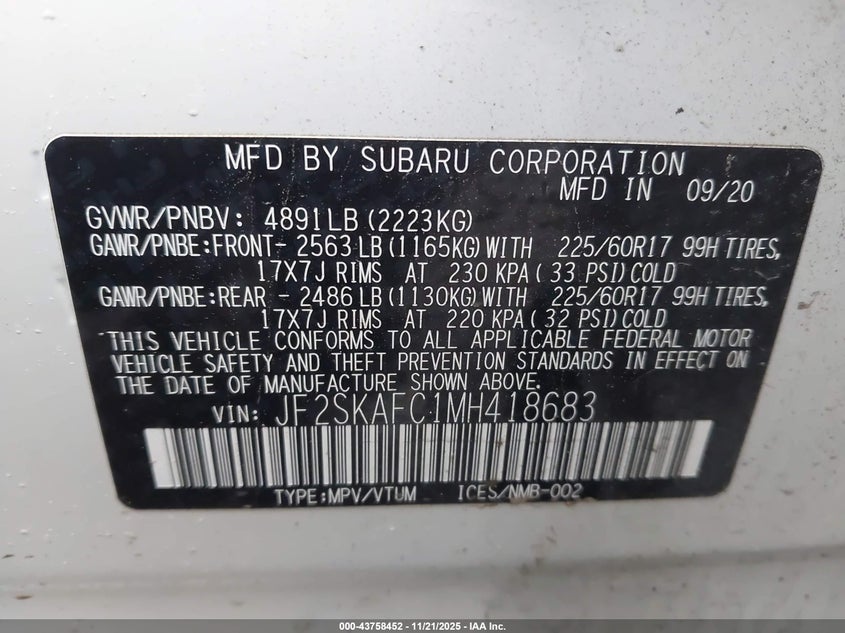 MFD BY SUBARU CORPORATION
MFD IN 09/20
GVWR/PNBV: 4891LB (2223KG)
GAWR/PNBE:FRONT- 2563 LB (1165KG) WITH 225/60R17 99H TIRES,
17X7J RIMS AT 230 KPA ( 33 PSI) COLD
GAWR/PNBE:REAR - 2486 LB (1130KG) WITH 225/60R17 99H TIRES,
17X7J RIMS AT 220 KPA ( 32 PSI) COLD
THIS VEHICLE CONFORMS TO ALL APPLICABLE FEDERAL MOTOR
VEHICLE SAFETY AND THEFT PREVENTION STANDARDS IN EFFECT ON
THE DATE OF MANUFACTURE SHOWN ABOVE.
VIN: JF2SKAFC1MH418683
TYPE:MPV/VTUM ICES/NMB-002
000-43758452 - 11/21/2025 - IAA Inc.